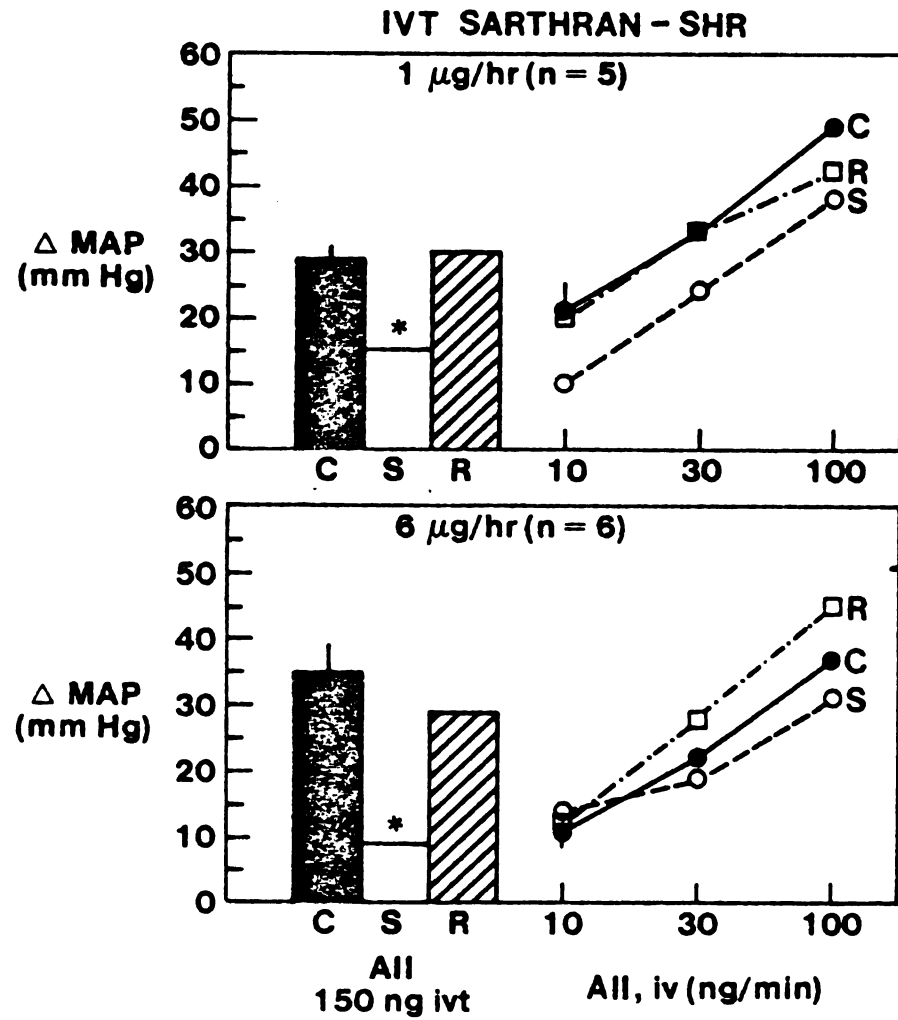 IVT SARTHRAN - SHR
1 μg/hr (n = 5)
60
50
40
30
20
10
0
Δ MAP
(mm Hg)
*
C
R
S
C S R
10 30 100
6 μg/hr (n = 6)
60
50
40
30
20
10
0
Δ MAP
(mm Hg)
*
R
C
S
C S R
10 30 100
AII
150 ng ivt
AII, iv (ng/min)